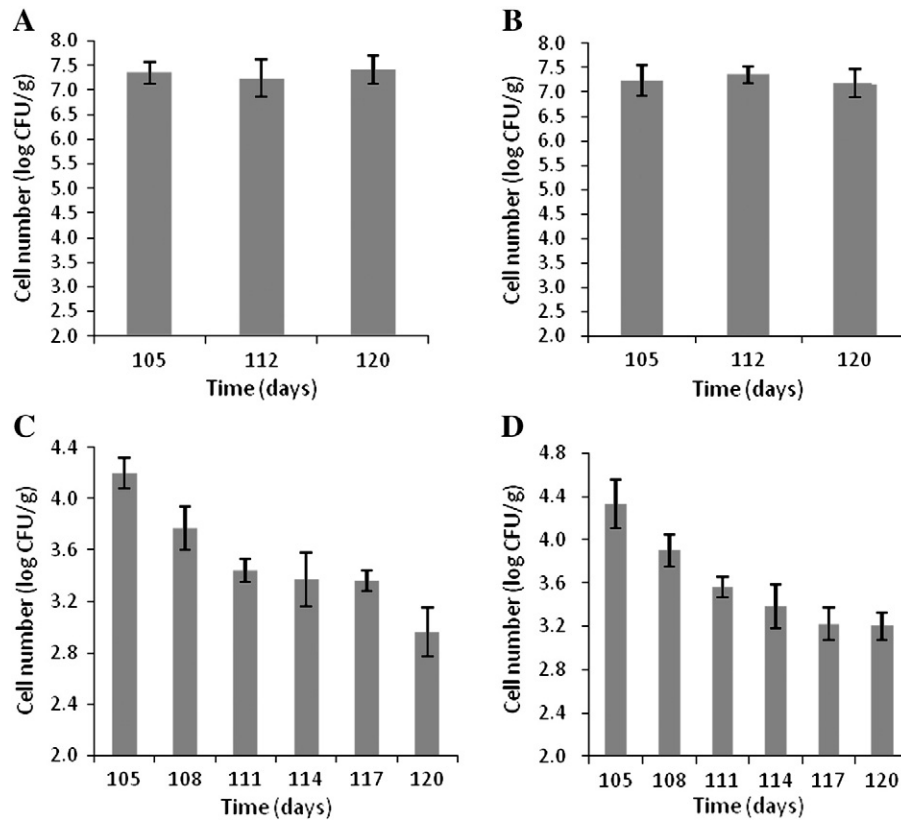 A
Cell number (log CFU/g)
8.0
7.5
7.0
6.5
6.0
5.5
5.0
4.5
4.0
3.5
3.0
2.5
2.0
105 112 120
Time (days)
B
Cell number (log CFU/g)
8.0
7.5
7.0
6.5
6.0
5.5
5.0
4.5
4.0
3.5
3.0
2.5
2.0
105 112 120
Time (days)
C
Cell number (log CFU/g)
4.4
4.0
3.6
3.2
2.8
2.4
2.0
105 108 111 114 117 120
Time (days)
D
Cell number (log CFU/g)
4.8
4.4
4.0
3.6
3.2
2.8
2.4
2.0
105 108 111 114 117 120
Time (days)